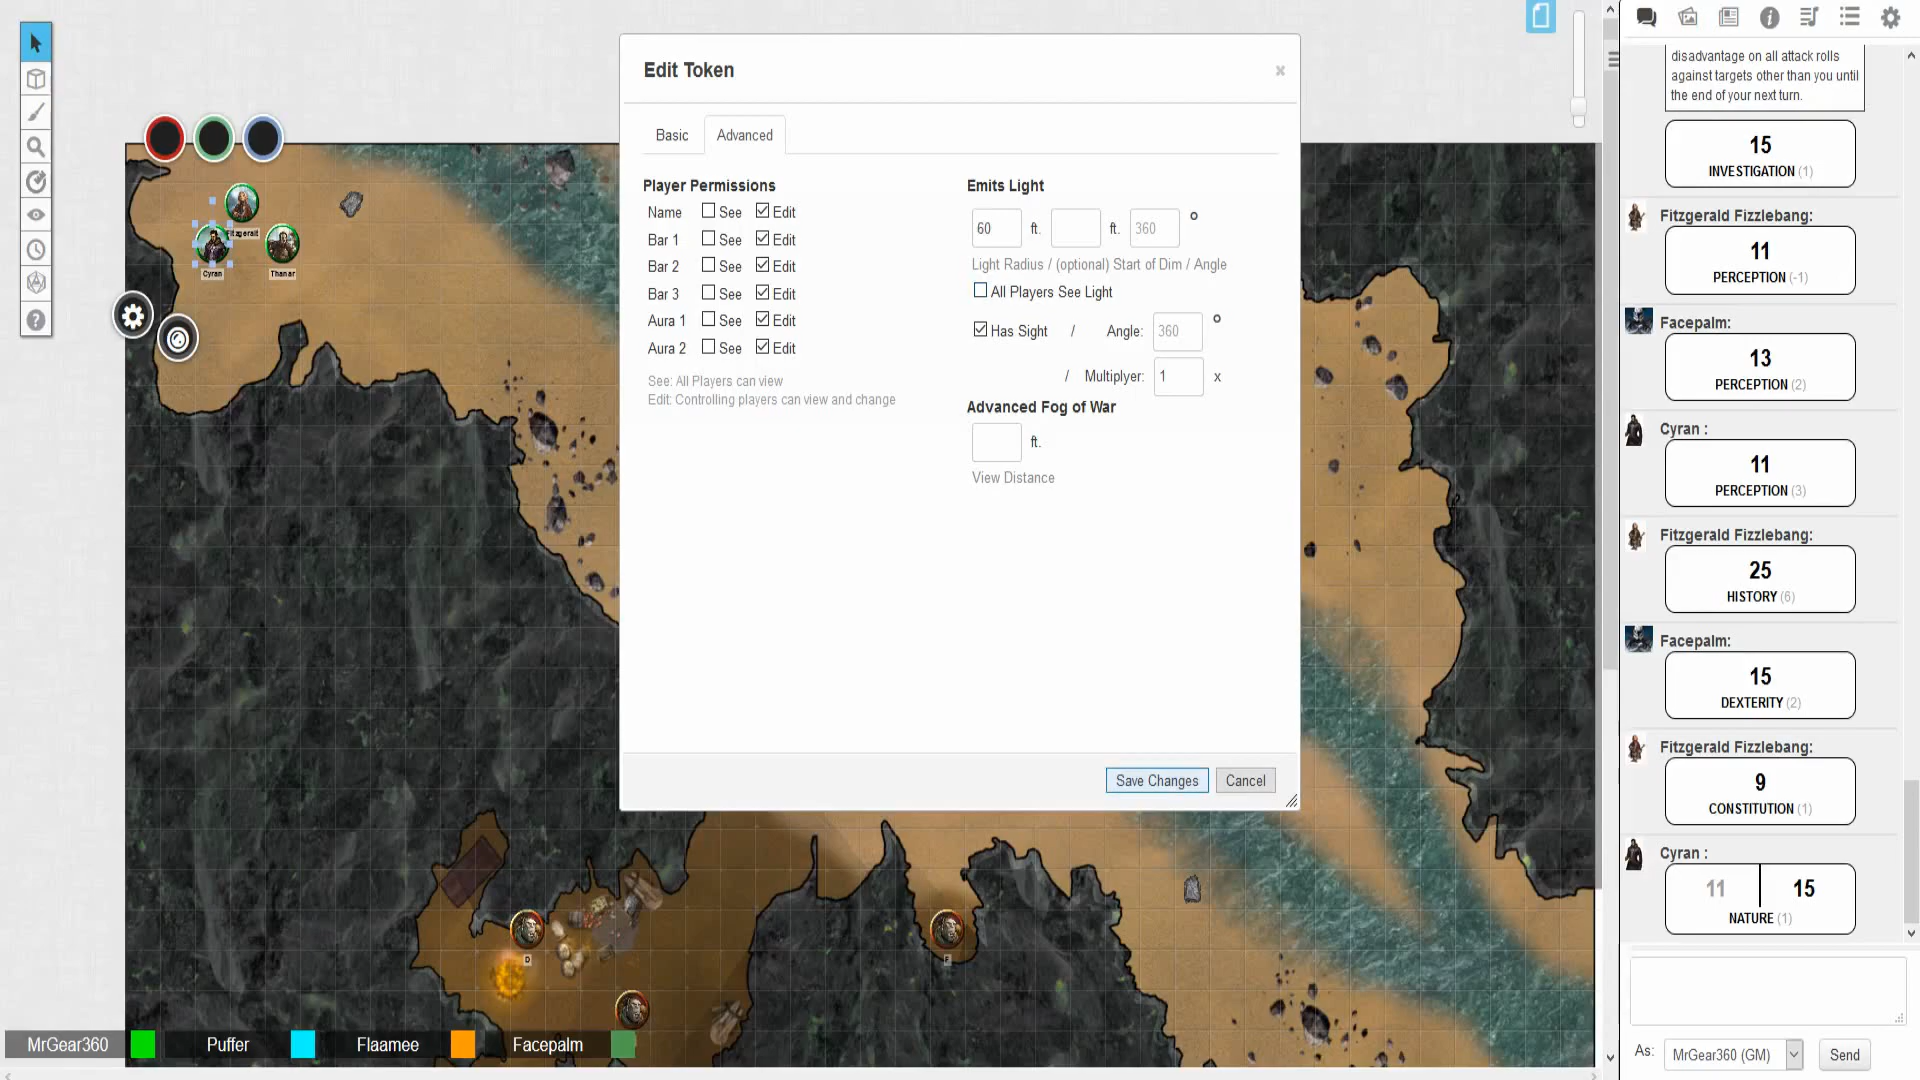 Edit Token
×
Basic
Advanced
Player Permissions
Name See Edit
Bar 1 See Edit
Bar 2 See Edit
Bar 3 See Edit
Aura 1 See Edit
Aura 2 See Edit
See: All Players can view
Edit: Controlling players can view and change
Emits Light
60 ft. ft. 360 °
Light Radius / (optional) Start of Dim / Angle
All Players See Light
Has Sight / Angle: 360 °
/ Multiplyer: 1 x
Advanced Fog of War
ft.
View Distance
Save Changes
Cancel
Fitzgerald
Cyran
Thanar
D
F
MrGear360
Puffer
Flaamee
Facepalm
disadvantage on all attack rolls
against targets other than you until
the end of your next turn.
15
INVESTIGATION (1)
Fitzgerald Fizzlebang:
11
PERCEPTION (-1)
Facepalm:
13
PERCEPTION (2)
Cyran :
11
PERCEPTION (3)
Fitzgerald Fizzlebang:
25
HISTORY (6)
Facepalm:
15
DEXTERITY (2)
Fitzgerald Fizzlebang:
9
CONSTITUTION (1)
Cyran :
11 15
NATURE (1)
As: MrGear360 (GM)
Send